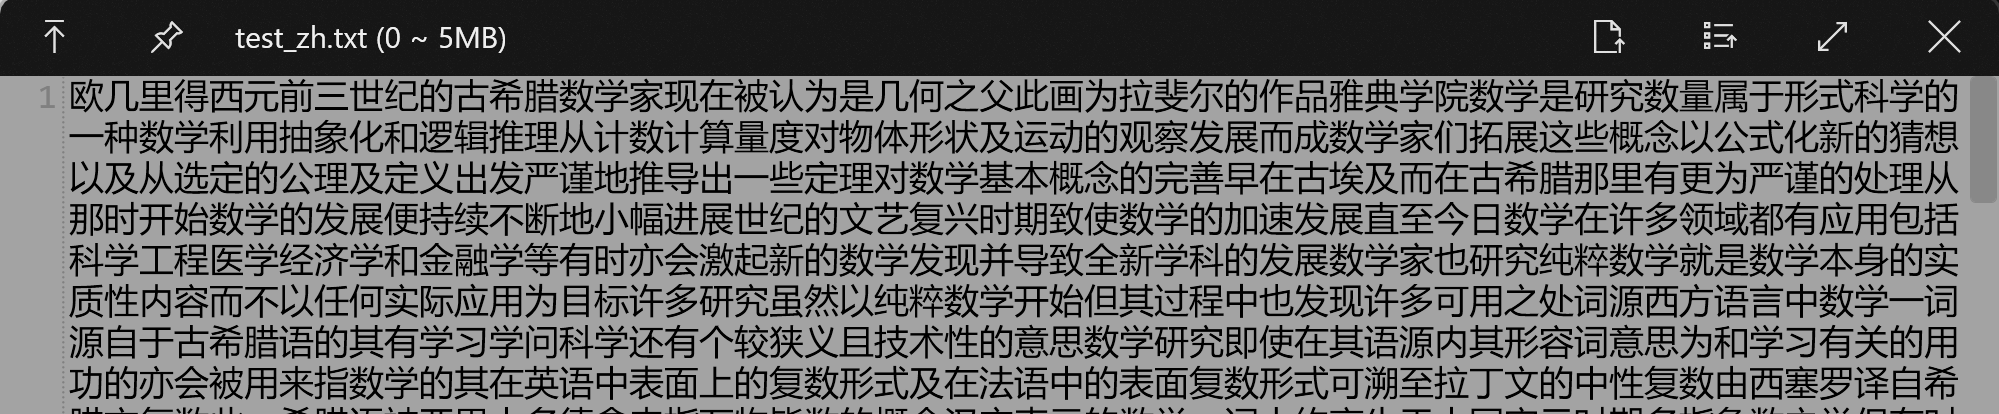 test_zh.txt (0 ~ 5MB)
1
欧几里得西元前三世纪的古希腊数学家现在被认为是几何之父此画为拉斐尔的作品雅典学院数学是研究数量属于形式科学的
一种数学利用抽象化和逻辑推理从计数计算量度对物体形状及运动的观察发展而成数学家们拓展这些概念以公式化新的猜想
以及从选定的公理及定义出发严谨地推导出一些定理对数学基本概念的完善早在古埃及而在古希腊那里有更为严谨的处理从
那时开始数学的发展便持续不断地小幅进展世纪的文艺复兴时期致使数学的加速发展直至今日数学在许多领域都有应用包括
科学工程医学经济学和金融学等有时亦会激起新的数学发现并导致全新学科的发展数学家也研究纯粹数学就是数学本身的实
质性内容而不以任何实际应用为目标许多研究虽然以纯粹数学开始但其过程中也发现许多可用之处词源西方语言中数学一词
源自于古希腊语的其有学习学问科学还有个较狭义且技术性的意思数学研究即使在其语源内其形容词意思为和学习有关的用
功的亦会被用来指数学的其在英语中表面上的复数形式及在法语中的表面复数形式可溯至拉丁文的中性复数由西塞罗译自希